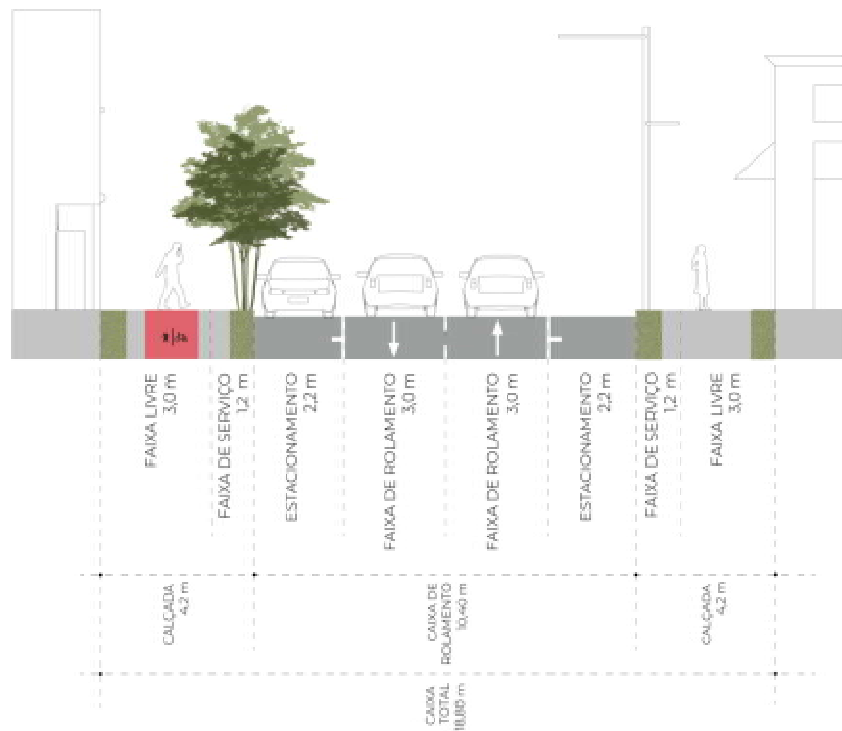 FAIXA LIVRE
3,0 m
FAIXA DE SERVIÇO
1,2 m
ESTACIONAMENTO
2,2 m
FAIXA DE ROLAMENTO
3,0 m
FAIXA DE ROLAMENTO
3,0 m
ESTACIONAMENTO
2,2 m
FAIXA DE SERVIÇO
1,2 m
FAIXA LIVRE
3,0 m
CALÇADA
4,2 m
CAIXA DE
ROLAMENTO
10,40 m
CALÇADA
4,2 m
CAIXA
TOTAL
18,80 m